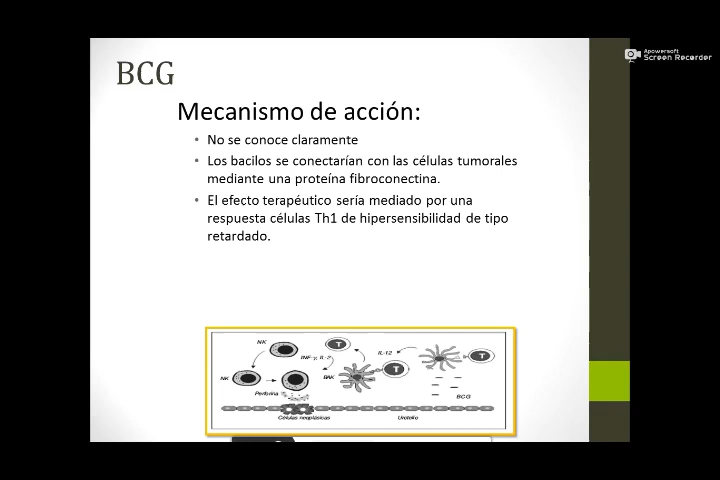 Apowersoft
Screen Recorder
BCG
Mecanismo de acción:
No se conoce claramente
Los bacilos se conectarían con las células tumorales
mediante una proteína fibroconectina.
El efecto terapéutico sería mediado por una
respuesta células Th1 de hipersensibilidad de tipo
retardado.
NK
T
INF-γ, IL-2
IL-12
T
NK
BAK
T
Perforina
BCG
Células neoplásicas
Urotelio